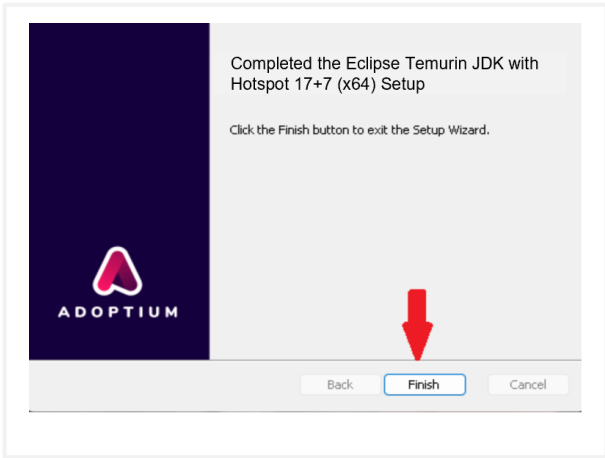 Completed the Eclipse Temurin JDK with
Hotspot 17+7 (x64) Setup
Click the Finish button to exit the Setup Wizard.
ADOPTIUM
Back Finish Cancel